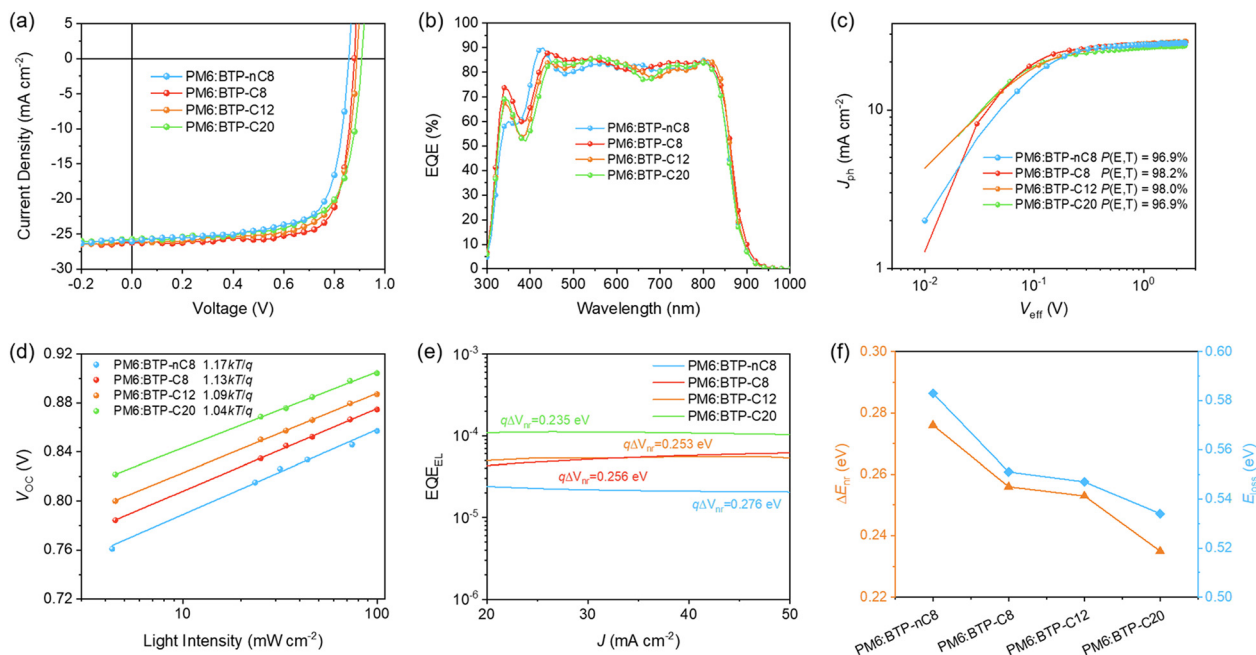 (a)
5
0
-5
-10
-15
-20
-25
-30
-0.2
0.0
0.2
0.4
0.6
0.8
1.0
Current Density (mA cm⁻²)
Voltage (V)
PM6:BTP-nC8
PM6:BTP-C8
PM6:BTP-C12
PM6:BTP-C20
(b)
100
90
80
70
60
50
40
30
20
10
0
300
400
500
600
700
800
900
1000
EQE (%)
Wavelength (nm)
PM6:BTP-nC8
PM6:BTP-C8
PM6:BTP-C12
PM6:BTP-C20
(c)
10
1
10⁻²
10⁻¹
10⁰
Jph (mA cm⁻²)
Veff (V)
PM6:BTP-nC8 P(E,T) = 96.9%
PM6:BTP-C8 P(E,T) = 98.2%
PM6:BTP-C12 P(E,T) = 98.0%
PM6:BTP-C20 P(E,T) = 96.9%
(d)
0.92
0.88
0.84
0.80
0.76
0.72
10
100
VOC (V)
Light Intensity (mW cm⁻²)
PM6:BTP-nC8 1.17kT/q
PM6:BTP-C8 1.13kT/q
PM6:BTP-C12 1.09kT/q
PM6:BTP-C20 1.04kT/q
(e)
10⁻³
10⁻⁴
10⁻⁵
10⁻⁶
20
30
40
50
EQEEL
J (mA cm⁻²)
PM6:BTP-nC8
PM6:BTP-C8
PM6:BTP-C12
PM6:BTP-C20
qΔVnr=0.235 eV
qΔVnr=0.253 eV
qΔVnr=0.256 eV
qΔVnr=0.276 eV
(f)
0.30
0.28
0.26
0.24
0.22
ΔEnr (eV)
0.60
0.58
0.56
0.54
0.52
0.50
Eloss (eV)
PM6:BTP-nC8
PM6:BTP-C8
PM6:BTP-C12
PM6:BTP-C20